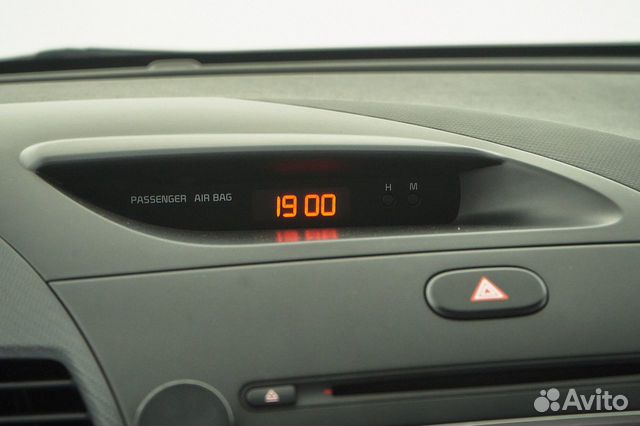 H M
PASSENGER AIR BAG
19 00
Avito